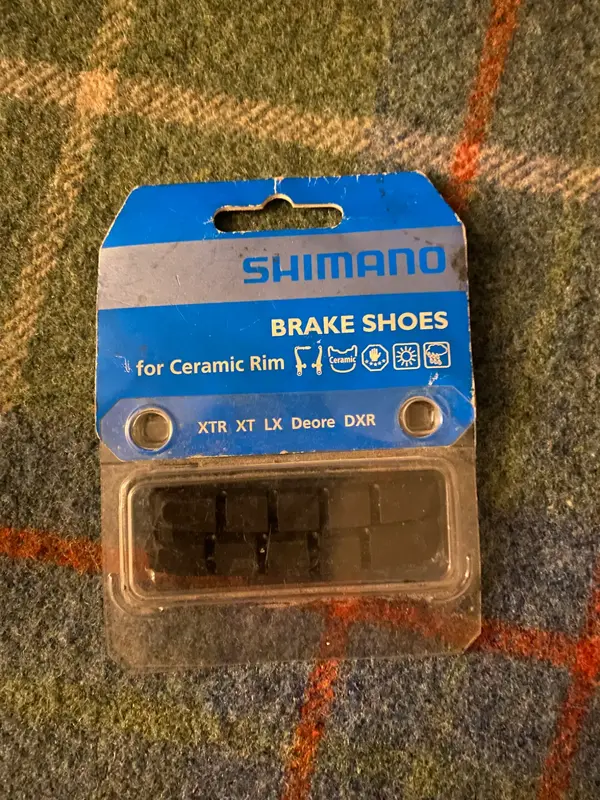 SHIMANO
BRAKE SHOES
for Ceramic Rim
Ceramic
XTR XT LX Deore DXR